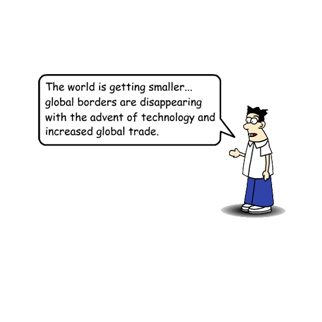 The world is getting smaller...
global borders are disappearing
with the advent of technology and
increased global trade.